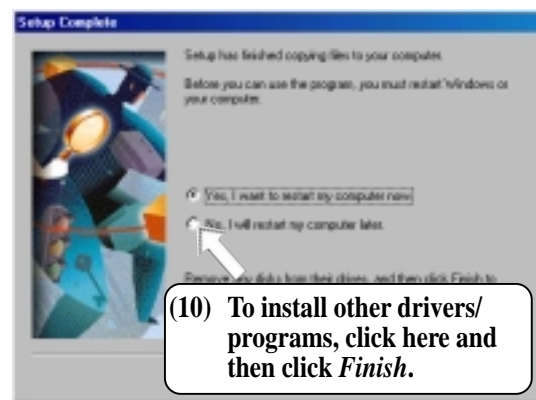 Setup Complete
Setup has finished copying files to your computer.
Before you can use the program, you must restart Windows or
your computer.
Yes, I want to restart my computer now.
No, I will restart my computer later.
Remove any disks from their drives, and then click Finish to
(10) To install other drivers/
programs, click here and
then click Finish.